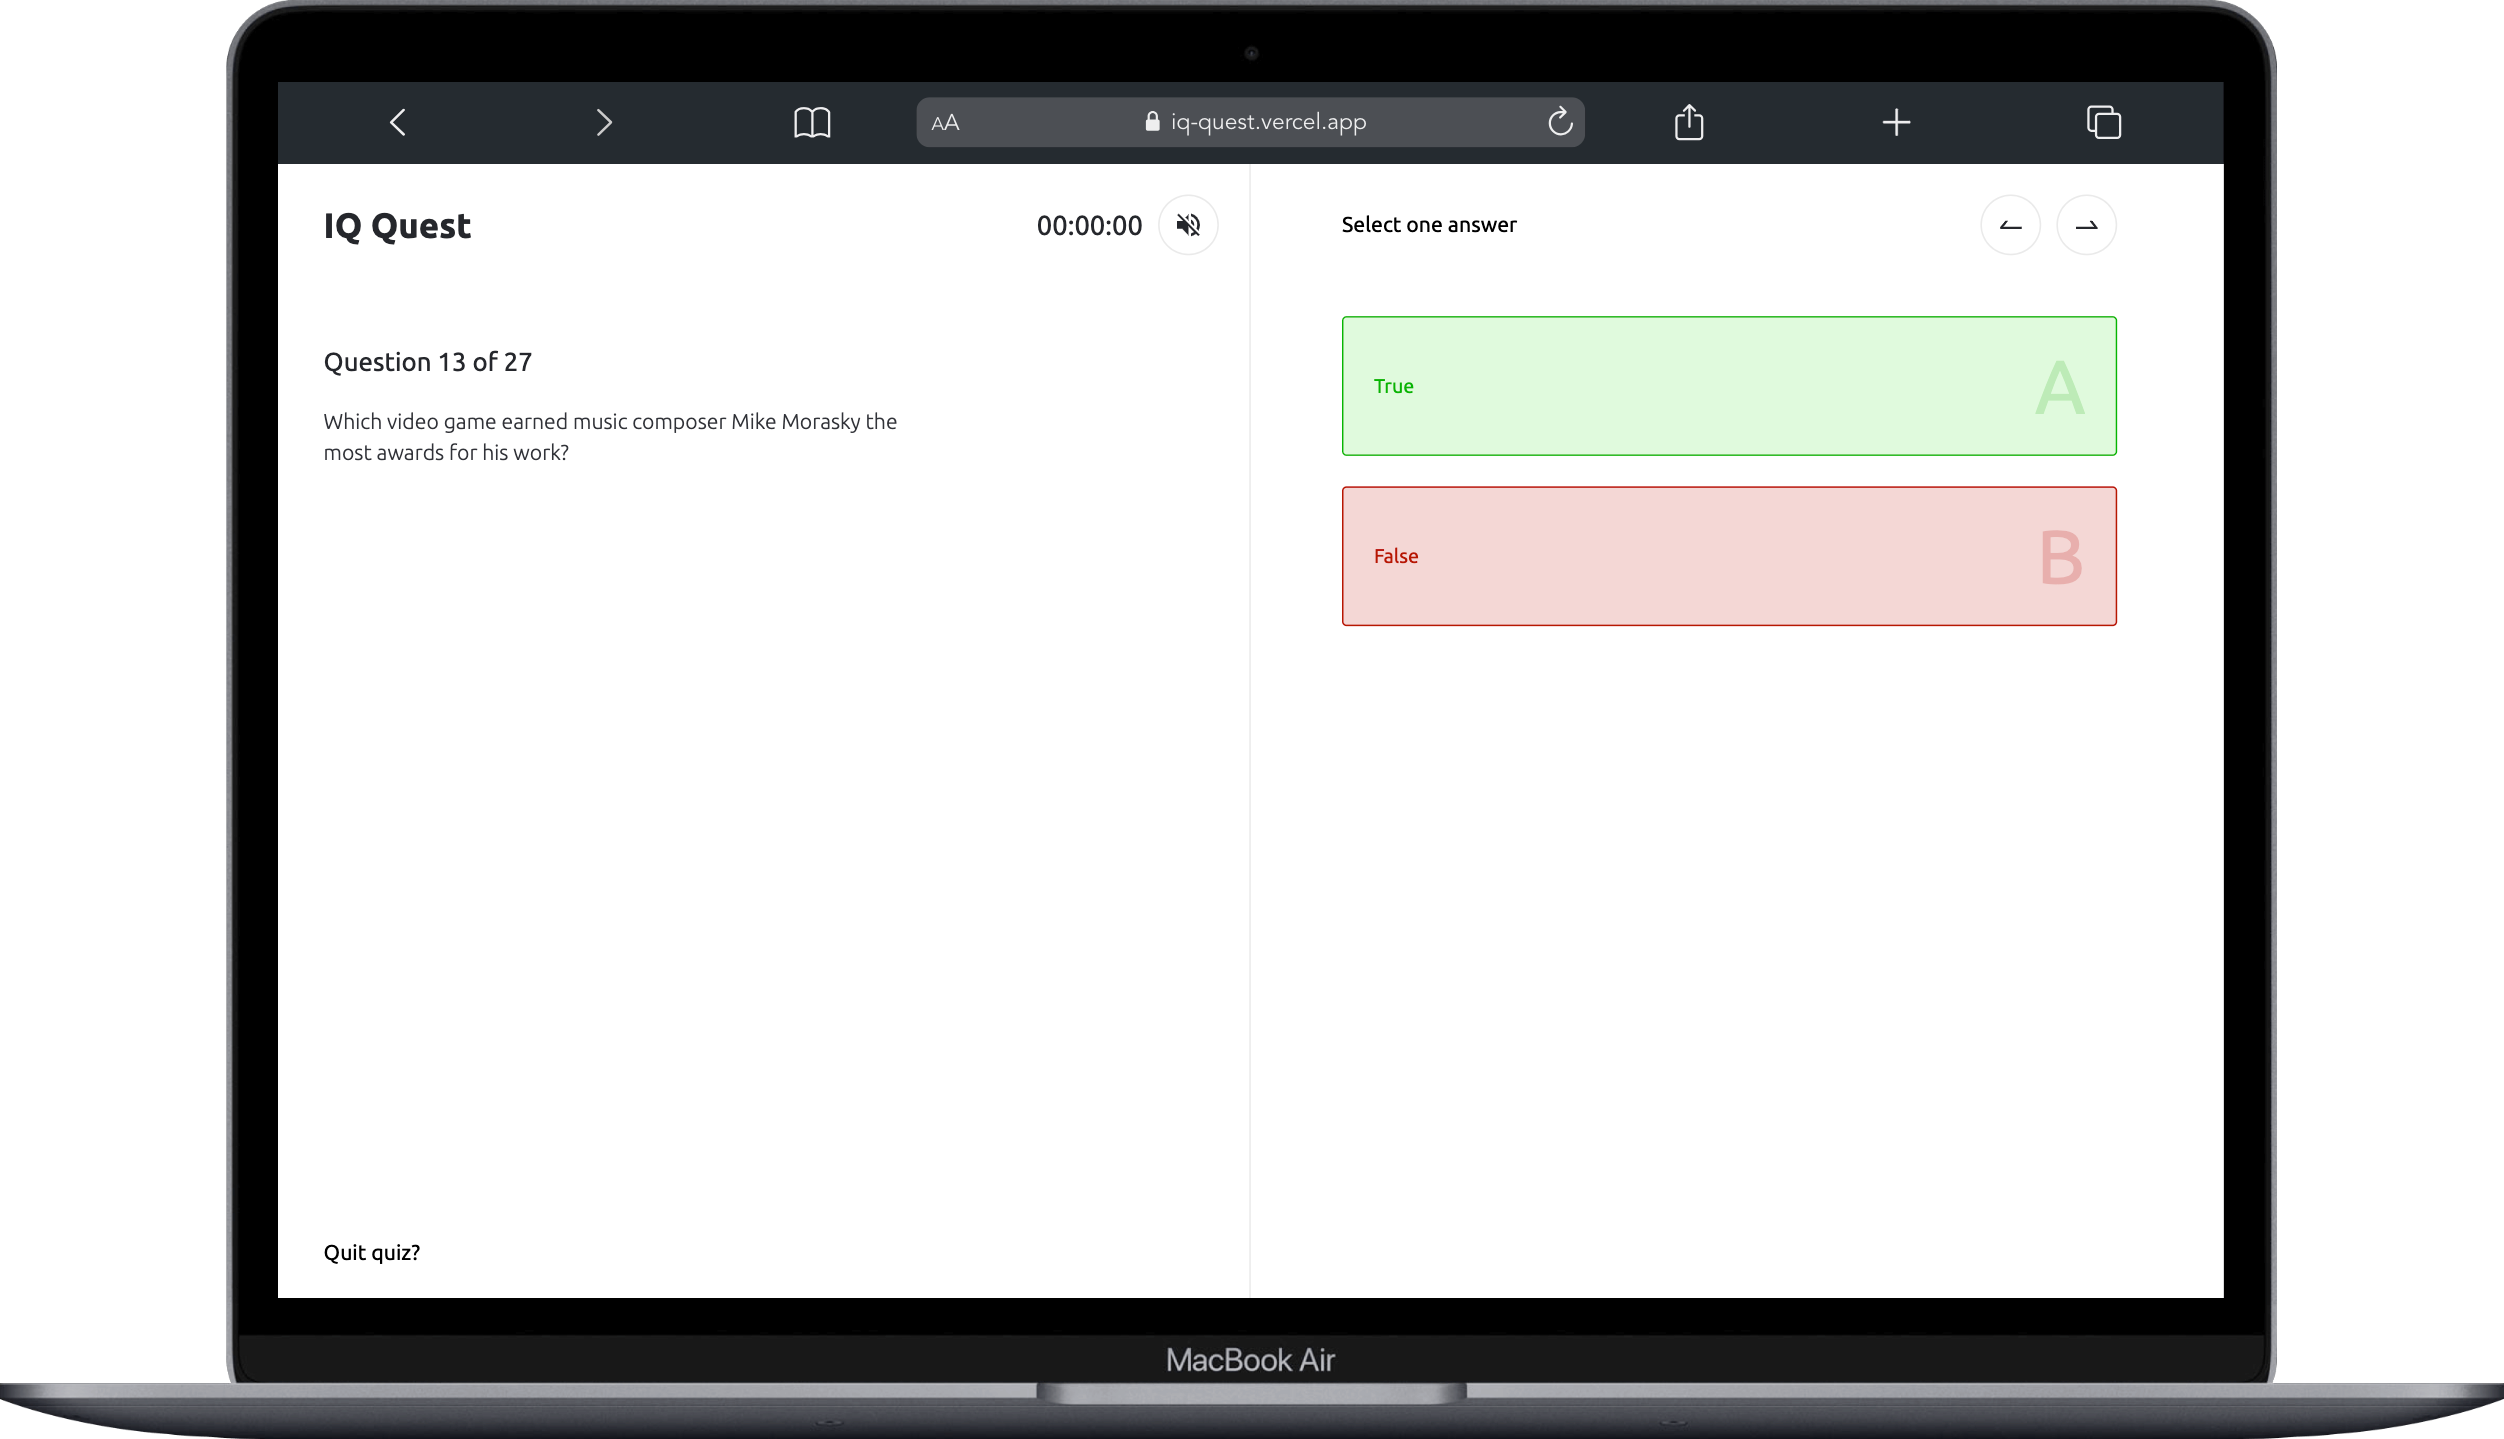 AA
iq-quest.vercel.app
IQ Quest
00:00:00
Select one answer
Question 13 of 27
Which video game earned music composer Mike Morasky the
most awards for his work?
True
A
False
B
Quit quiz?
MacBook Air